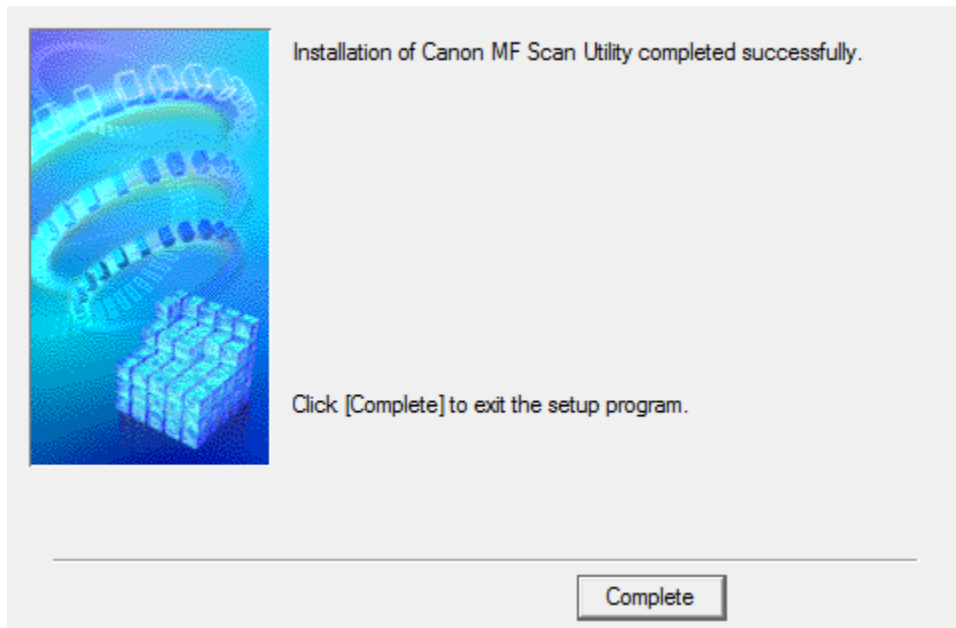 Installation of Canon MF Scan Utility completed successfully.
Click [Complete] to exit the setup program.
Complete